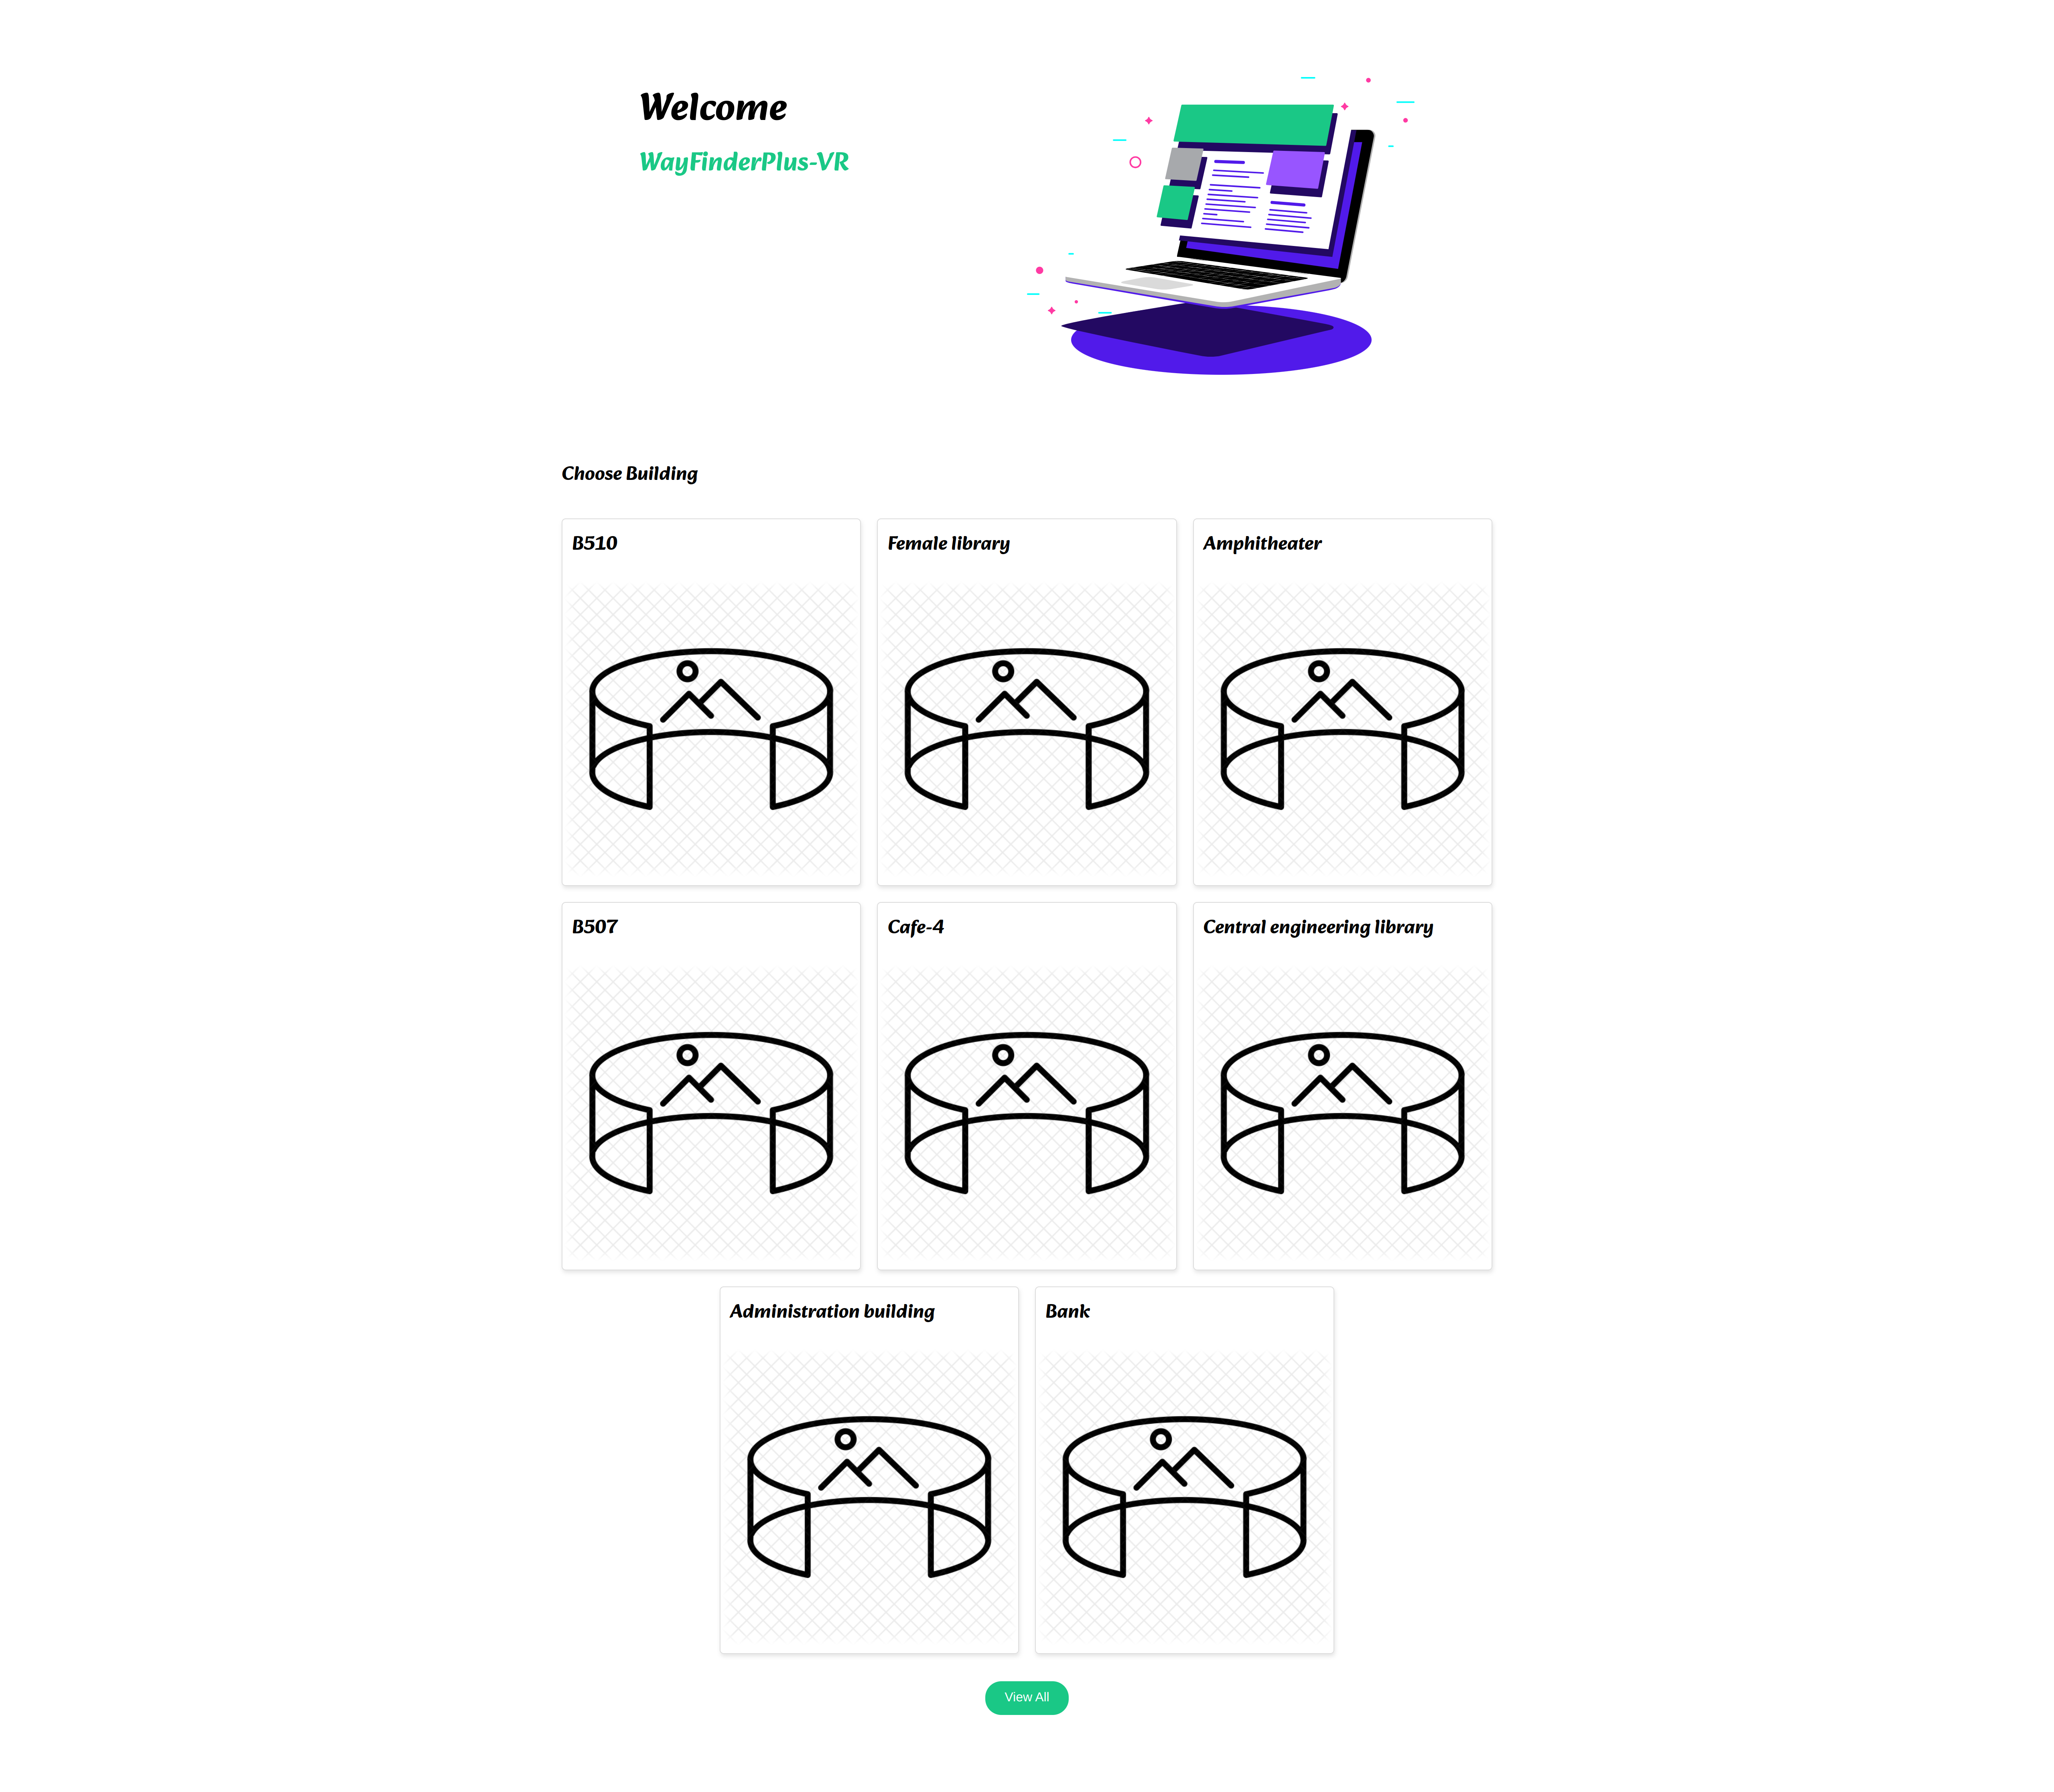 Welcome
WayFinderPlus-VR
Choose Building
B510
Female library
Amphitheater
B507
Cafe-4
Central engineering library
Administration building
Bank
View All